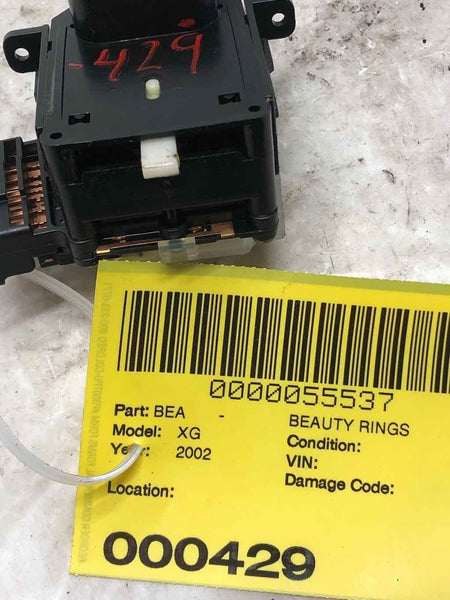 -429
0000055537
Part: BEA - BEAUTY RINGS
Model: XG Condition:
Year: 2002 VIN:
Damage Code:
Location:
000429